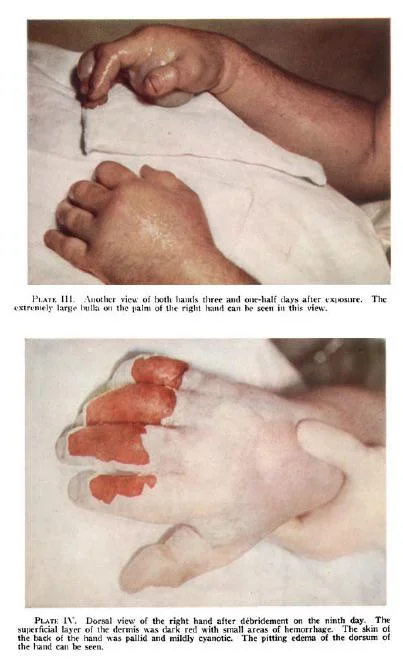 PLATE III. Another view of both hands three and one-half days after exposure. The
extremely large bulla on the palm of the right hand can be seen in this view.
PLATE IV. Dorsal view of the right hand after débridement on the ninth day. The
superficial layer of the dermis was dark red with small areas of hemorrhage. The skin of
the back of the hand was pallid and mildly cyanotic. The pitting edema of the dorsum of
the hand can be seen.